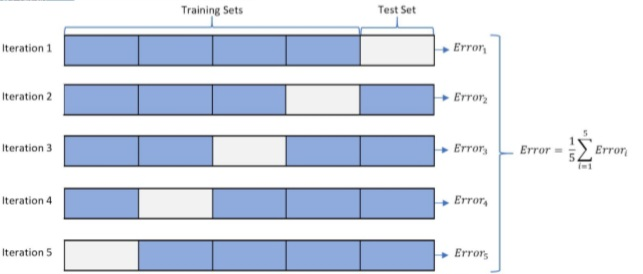 Training Sets
Test Set
Iteration 1
Error₁
Iteration 2
Error₂
Iteration 3
Error₃
Error = 1/5 ∑⁵ᵢ₌₁ Errorᵢ
Iteration 4
Error₄
Iteration 5
Error₅